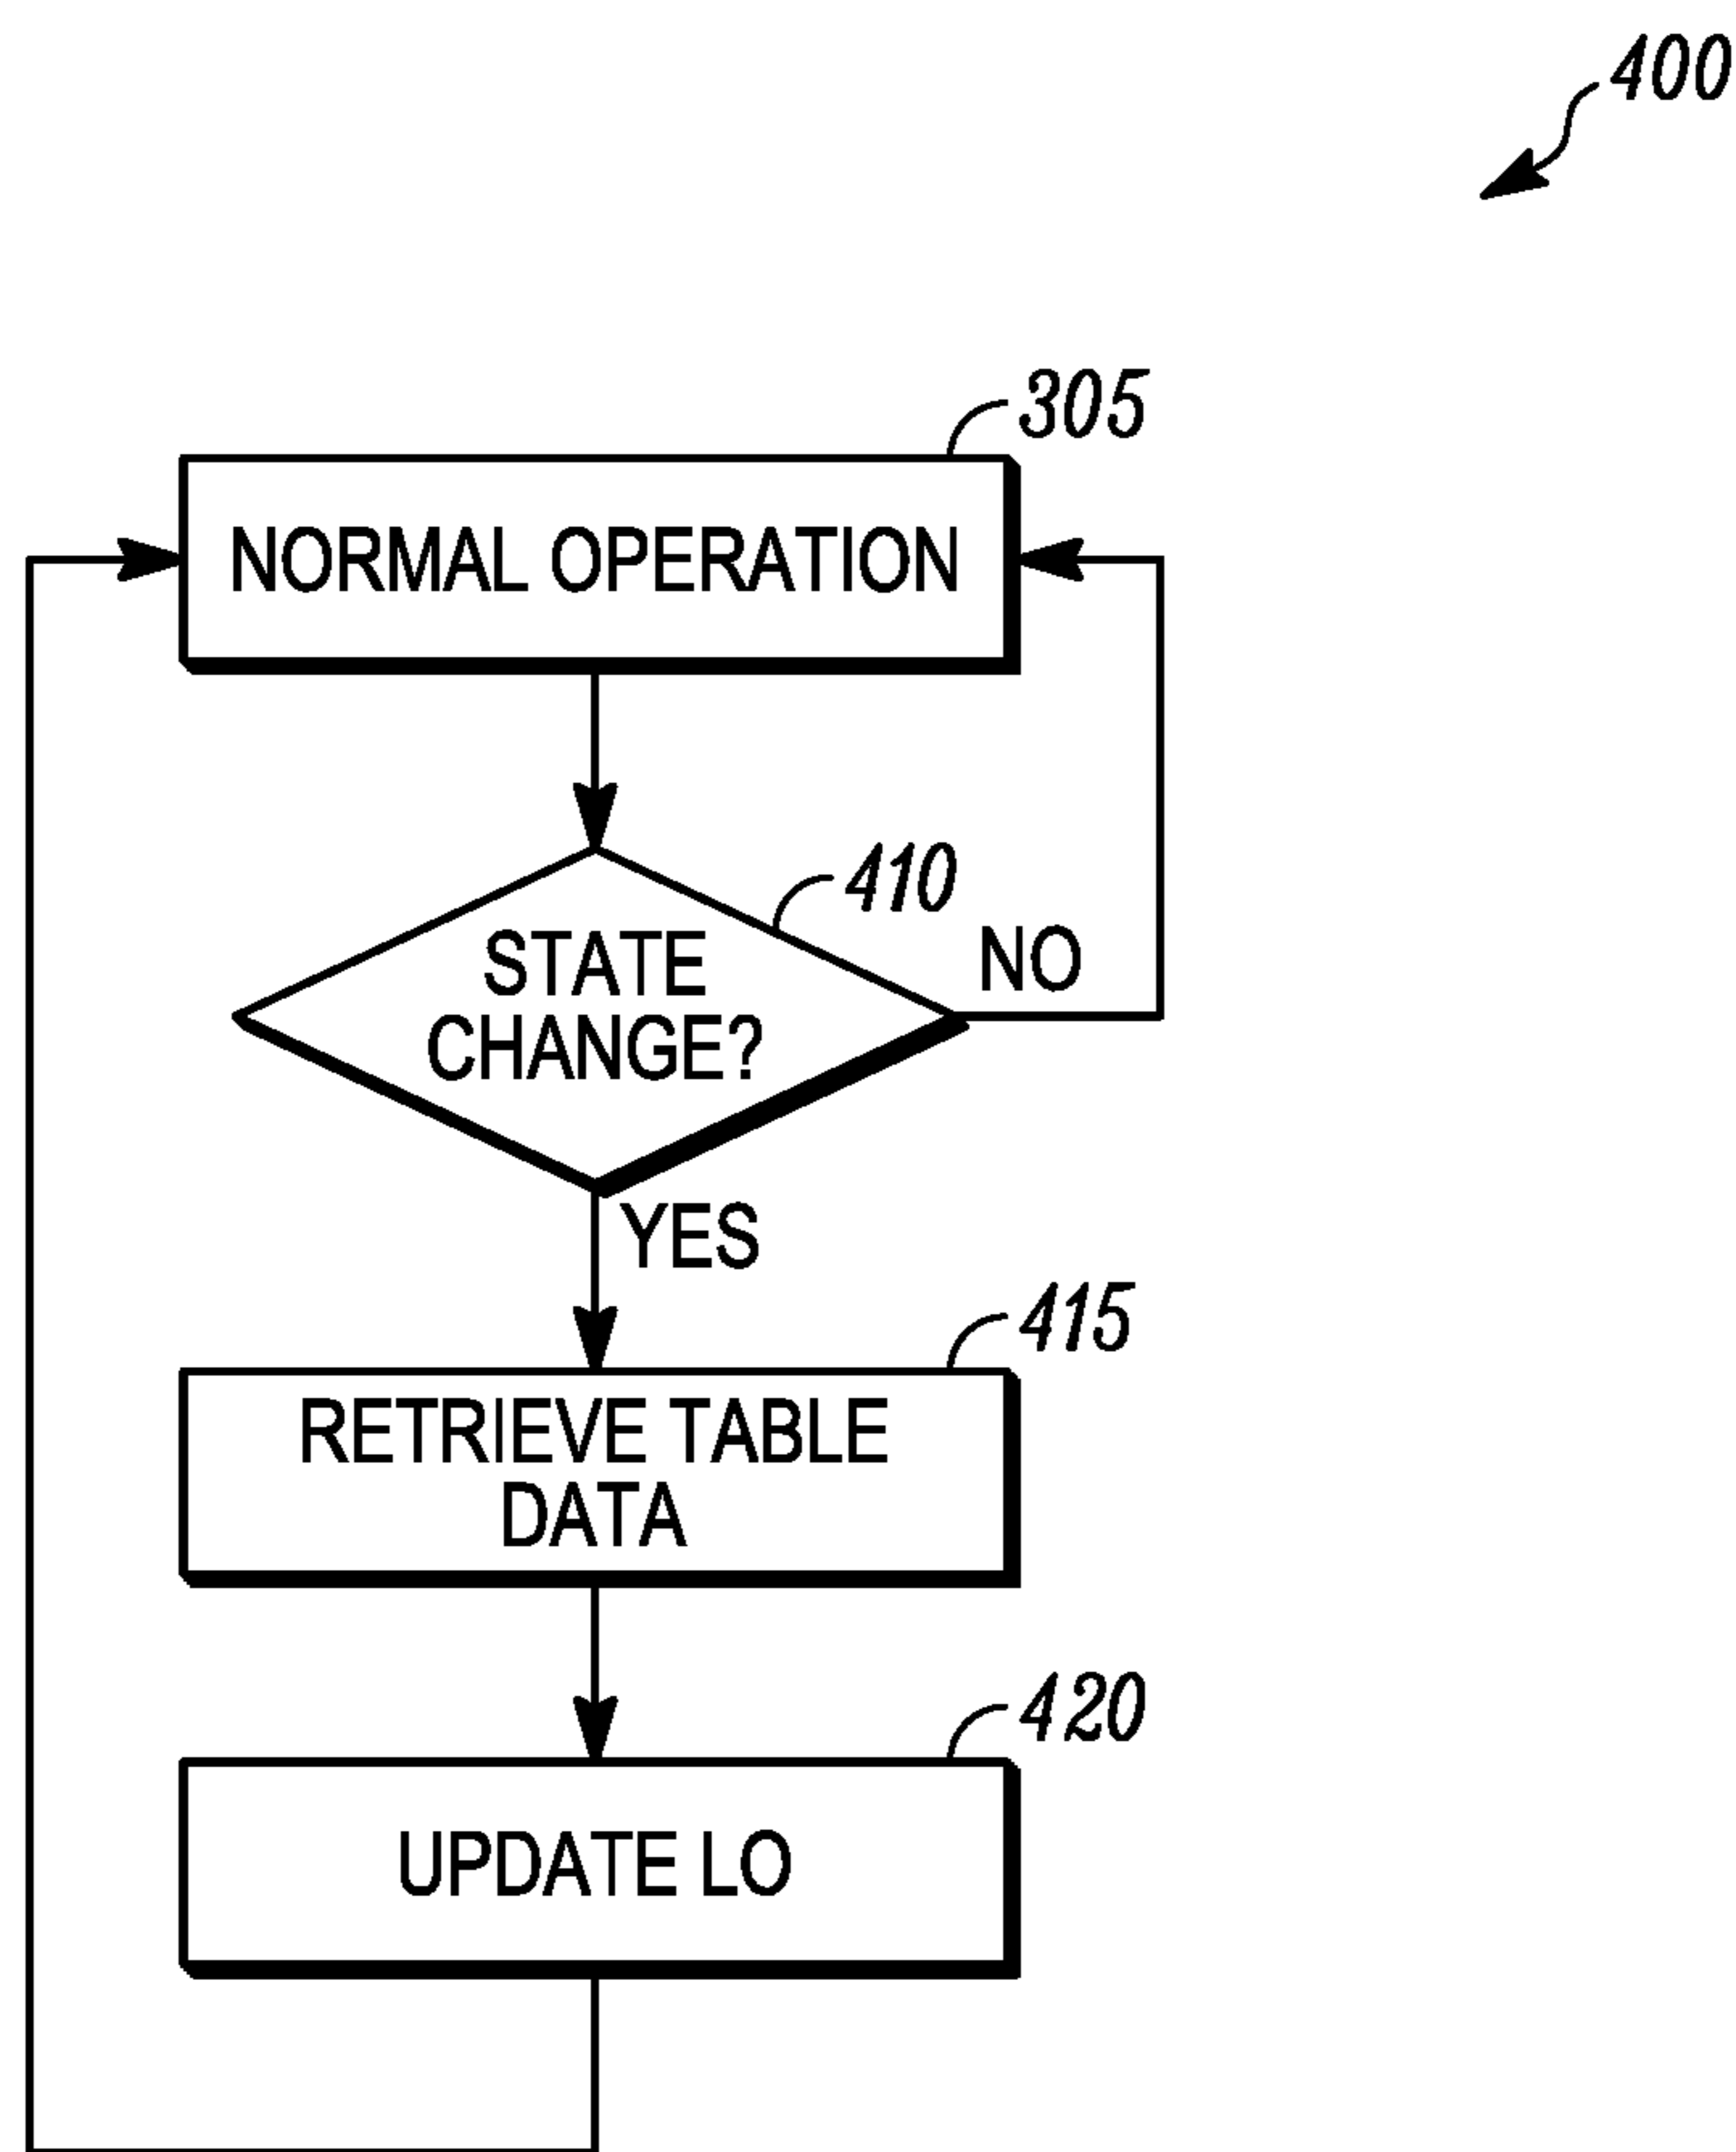 400
305
NORMAL OPERATION
410
STATE
CHANGE?
NO
YES
415
RETRIEVE TABLE
DATA
420
UPDATE LO